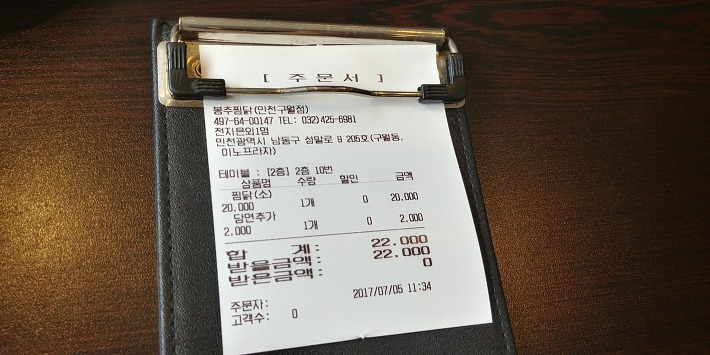 [ 주 문 서 ]
봉추찜닭(인천구월점)
497-64-00147 TEL: 032)425-6981
전지은외1명
인천광역시 남동구 성말로 9 205호(구월동,
이노프라자)
테이블 : [2층] 2층 10번
상품명 수량 할인 금액
찜닭(소)
20,000 1개 0 20,000
당면추가
2,000 1개 0 2,000
합 계: 22,000
받을금액: 22,000
받은금액: 0
2017/07/05 11:34
주문자:
고객수: 0